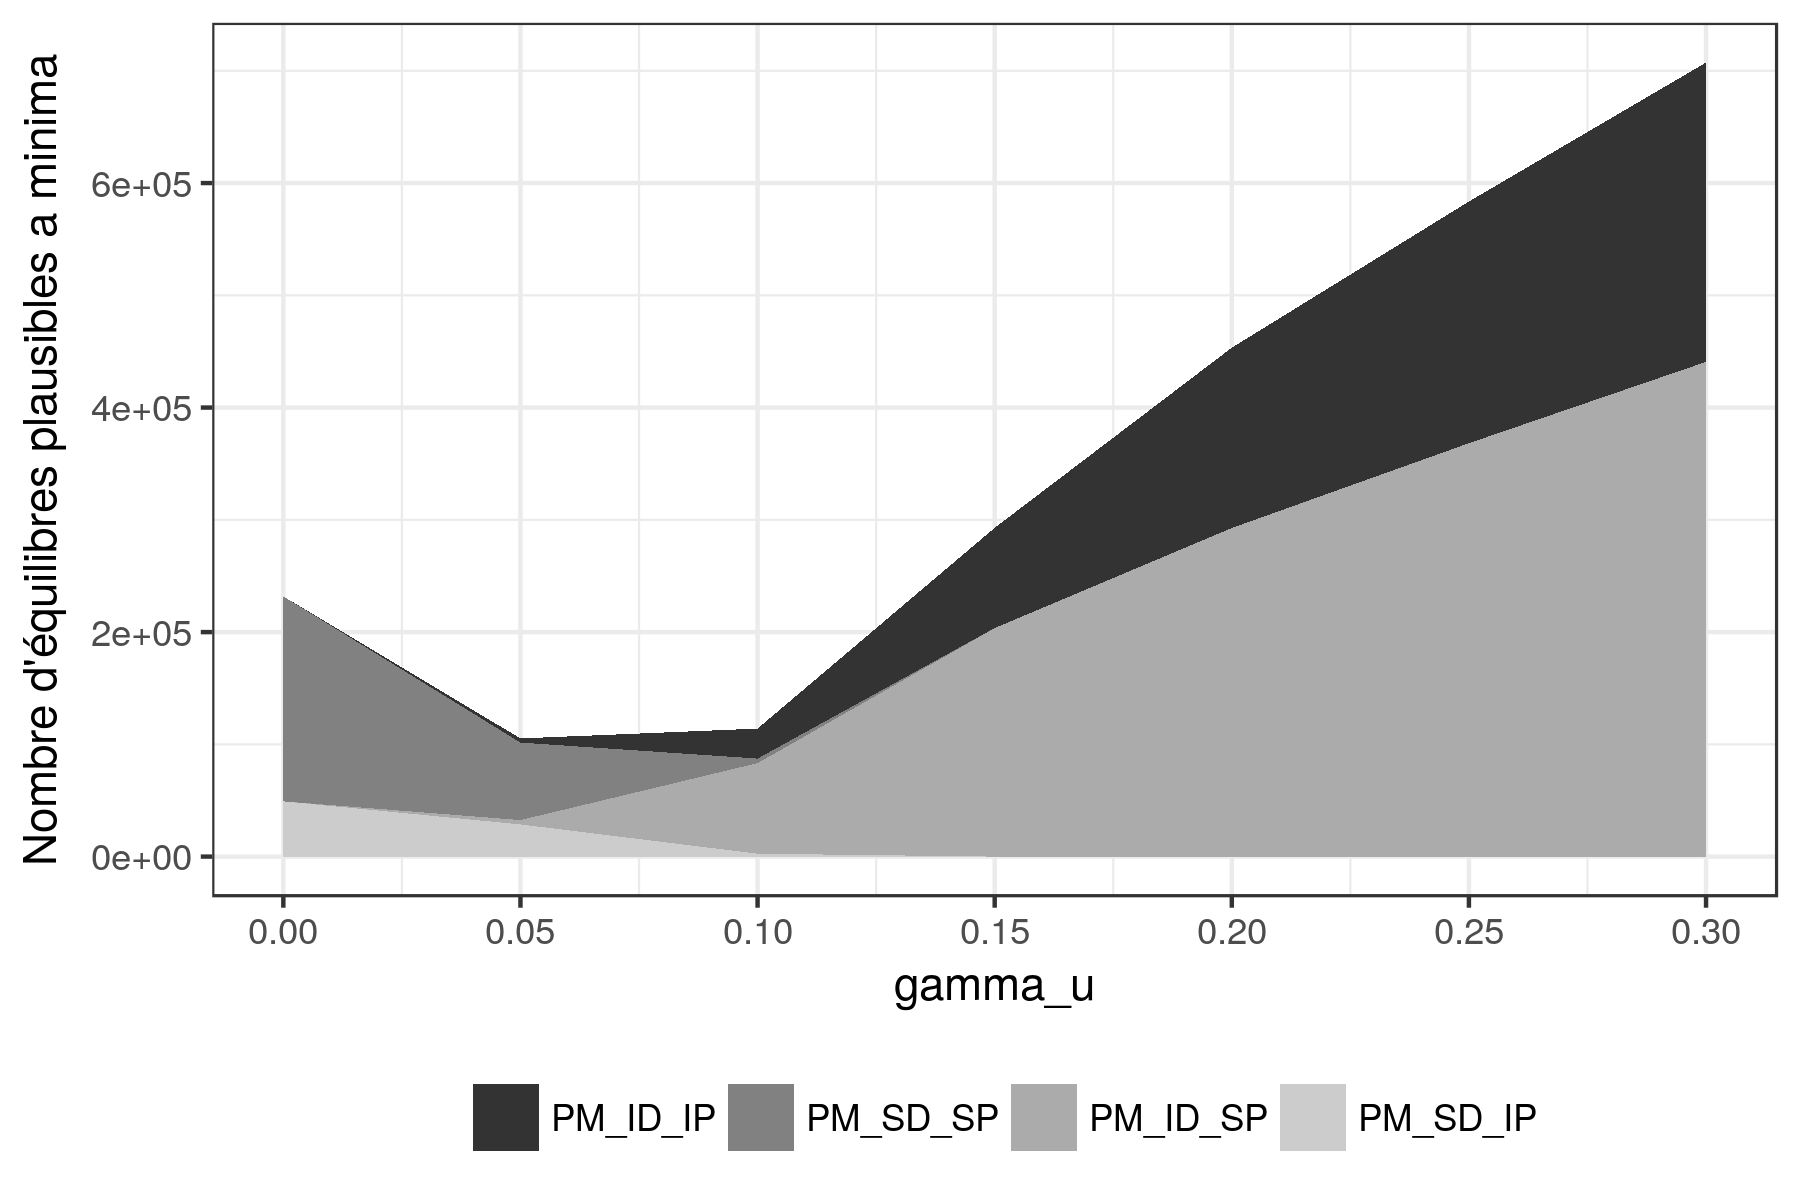 Nombre d'équilibres plausibles a minima
6e+05
4e+05
2e+05
0e+00
0.00 0.05 0.10 0.15 0.20 0.25 0.30
gamma_u
PM_ID_IP PM_SD_SP PM_ID_SP PM_SD_IP